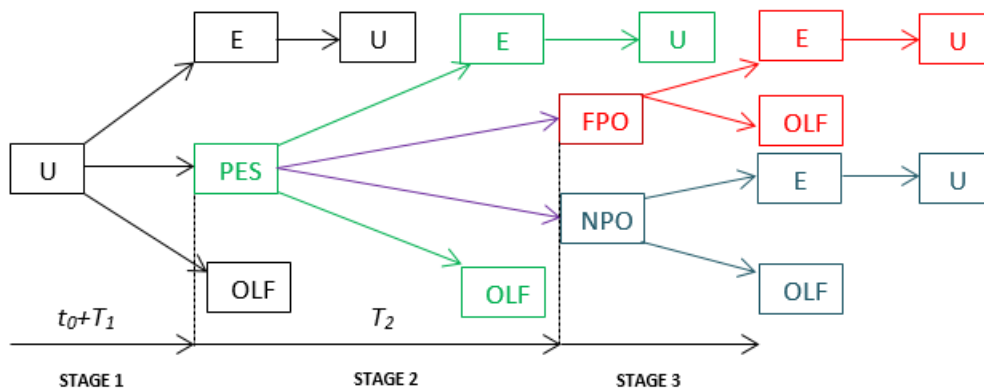 E
U
E
U
E
U
U
PES
FPO
OLF
E
U
NPO
OLF
OLF
OLF
t0+T1
T2
STAGE 1
STAGE 2
STAGE 3